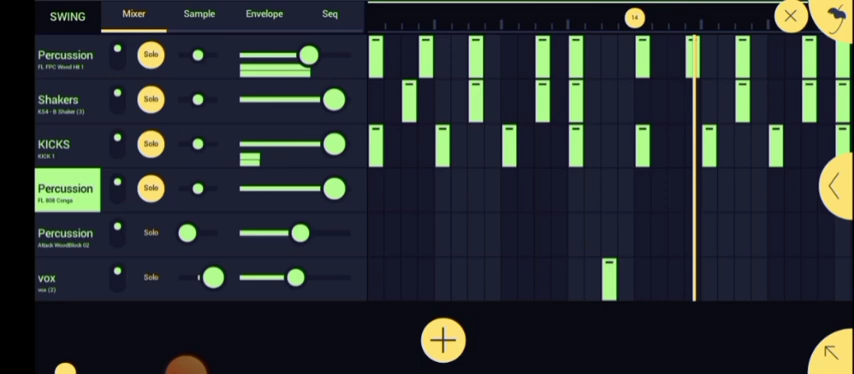 SWING
Mixer
Sample
Envelope
Seq
14
Percussion
FL FPC Wood Hit 1
Solo
Shakers
KS4 - B Shaker (3)
Solo
KICKS
KICK 1
Solo
Percussion
FL 808 Conga
Solo
Percussion
Attack WoodBlock 02
Solo
vox
vox (2)
Solo